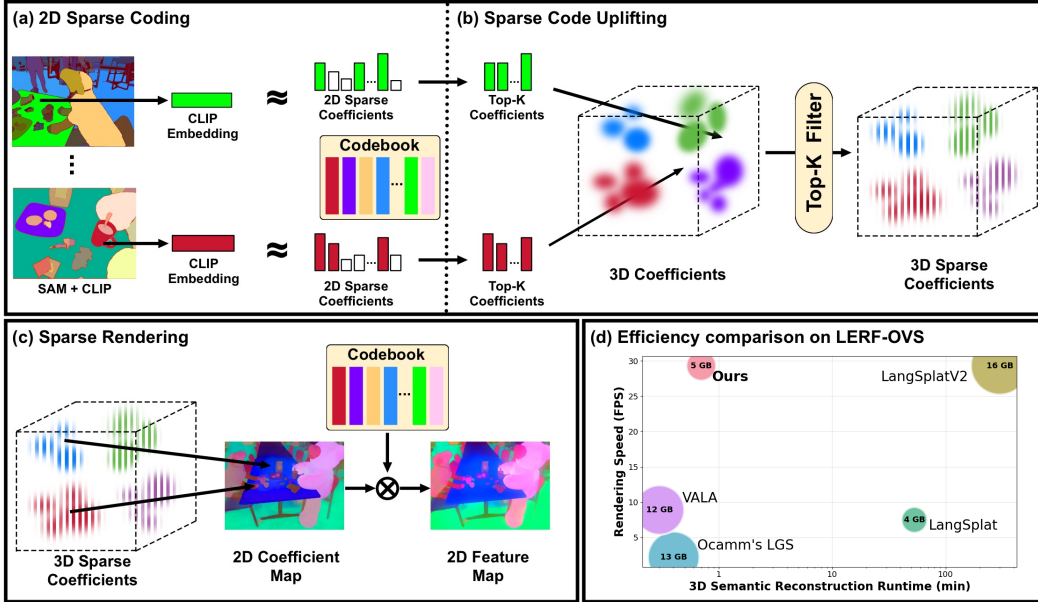 (a) 2D Sparse Coding
(b) Sparse Code Uplifting
CLIP
Embedding
≈
...
2D Sparse
Coefficients
...
Top-K
Coefficients
Codebook
...
SAM + CLIP
CLIP
Embedding
≈
...
2D Sparse
Coefficients
...
Top-K
Coefficients
3D Coefficients
Top-K Filter
3D Sparse
Coefficients
(c) Sparse Rendering
Codebook
...
3D Sparse
Coefficients
2D Coefficient
Map
2D Feature
Map
(d) Efficiency comparison on LERF-OVS
Rendering Speed (FPS)
30
25
20
15
10
5
5 GB
Ours
LangSplatV2
16 GB
VALA
12 GB
4 GB
LangSplat
Ocamm's LGS
13 GB
1
10
100
3D Semantic Reconstruction Runtime (min)